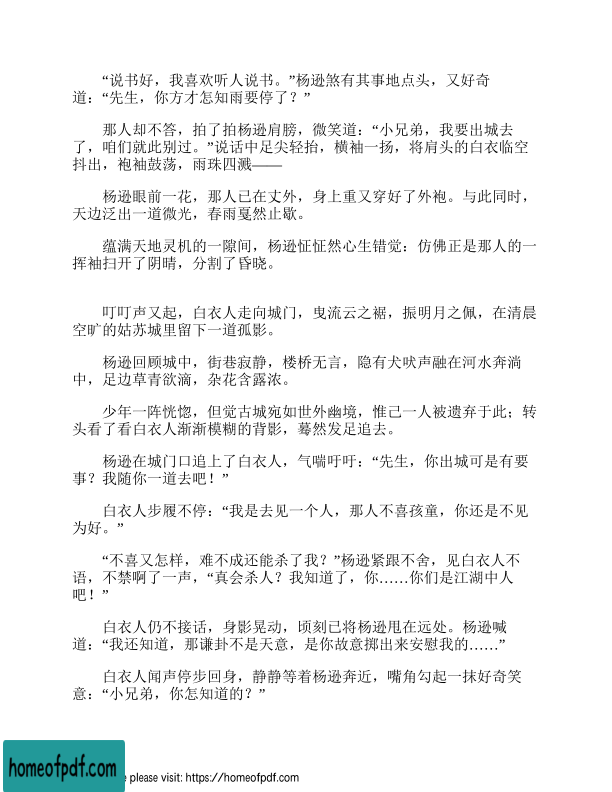 “说书好，我喜欢听人说书。”杨逊煞有其事地点头，又好奇
道：“先生，你方才怎知雨要停了？”
那人却不答，拍了拍杨逊肩膀，微笑道：“小兄弟，我要出城去
了，咱们就此别过。”说话中足尖轻抬，横袖一扬，将肩头的白衣临空
抖出，袍袖鼓荡，雨珠四溅——
杨逊眼前一花，那人已在丈外，身上重又穿好了外袍。与此同时，
天边泛出一道微光，春雨戛然止歇。
蕴满天地灵机的一隙间，杨逊怔怔然心生错觉：仿佛正是那人的一
挥袖扫开了阴晴，分割了昏晓。
叮叮声又起，白衣人走向城门，曳流云之裾，振明月之佩，在清晨
空旷的姑苏城里留下一道孤影。
杨逊回顾城中，街巷寂静，楼桥无言，隐有犬吠声融在河水奔淌
中，足边草青欲滴，杂花含露浓。
少年一阵恍惚，但觉古城宛如世外幽境，惟己一人被遗弃于此；转
头看了看白衣人渐渐模糊的背影，蓦然发足追去。
杨逊在城门口追上了白衣人，气喘吁吁：“先生，你出城可是有要
事？我随你一道去吧！”
白衣人步履不停：“我是去见一个人，那人不喜孩童，你还是不见
为好。”
“不喜又怎样，难不成还能杀了我？”杨逊紧跟不舍，见白衣人不
语，不禁啊了一声，“真会杀人？我知道了，你……你们是江湖中人
吧！”
白衣人仍不接话，身影晃动，顷刻已将杨逊甩在远处。杨逊喊
道：“我还知道，那谦卦不是天意，是你故意掷出来安慰我的……”
白衣人闻声停步回身，静静等着杨逊奔近，嘴角勾起一抹好奇笑
意：“小兄弟，你怎知道的？”
homeofpdf.com
e please visit: https://homeofpdf.com